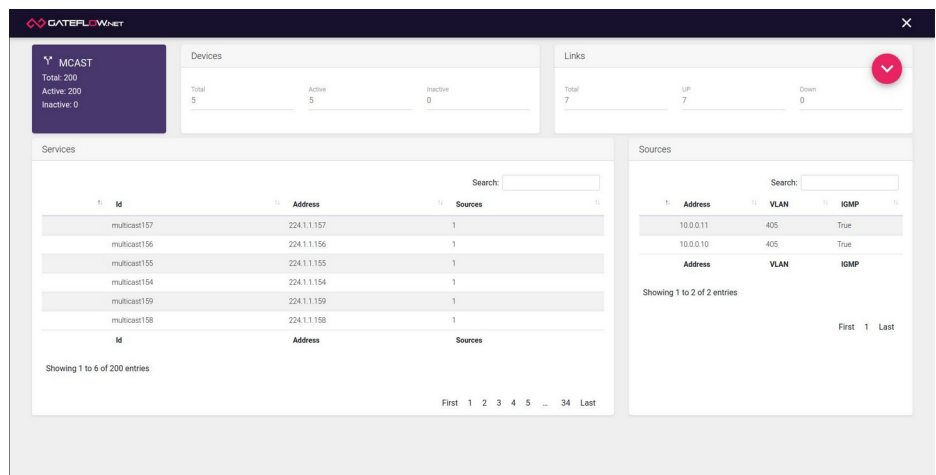 GATEFLOW.NET
MCAST
Total: 200
Active: 200
Inactive: 0
Devices
Total Active Inactive
5 5 0
Links
Total UP Down
7 7 0
Services
Search:
Id Address Sources
multicast157 224.1.1.157 1
multicast156 224.1.1.156 1
multicast155 224.1.1.155 1
multicast154 224.1.1.154 1
multicast159 224.1.1.159 1
multicast158 224.1.1.158 1
Id Address Sources
Showing 1 to 6 of 200 entries
First 1 2 3 4 5 ... 34 Last
Sources
Search:
Address VLAN IGMP
10.0.0.11 405 True
10.0.0.10 405 True
Address VLAN IGMP
Showing 1 to 2 of 2 entries
First 1 Last